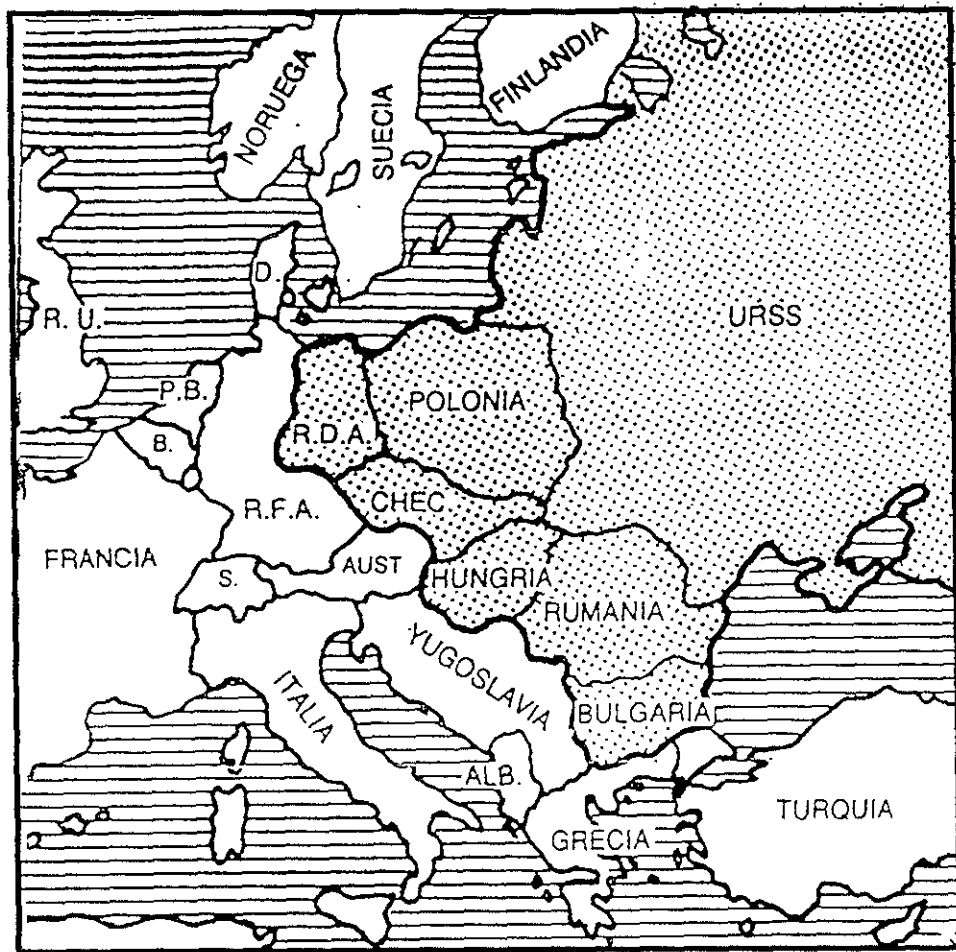 NORUEGA
SUECIA
FINLANDIA
D.
R. U.
URSS
P.B.
POLONIA
B.
R.D.A.
R.F.A.
CHEC
FRANCIA
S.
AUST
HUNGRIA
RUMANIA
YUGOSLAVIA
ITALIA
BULGARIA
ALB.
TURQUIA
GRECIA